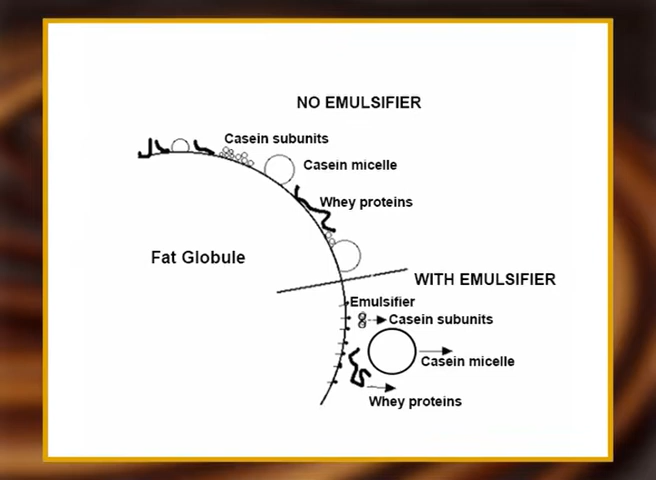 NO EMULSIFIER
Casein subunits
Casein micelle
Whey proteins
Fat Globule
WITH EMULSIFIER
Emulsifier
Casein subunits
Casein micelle
Whey proteins